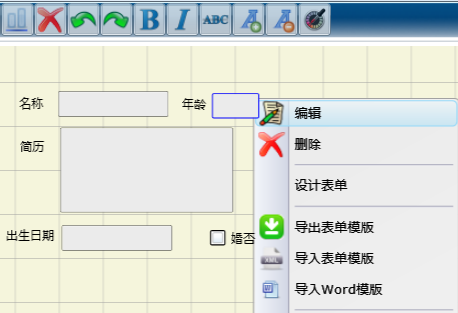 B I ABC A A
名称 年龄
编辑
简历
删除
设计表单
导出表单模版
出生日期 婚否
XML 导入表单模版
W 导入Word模版